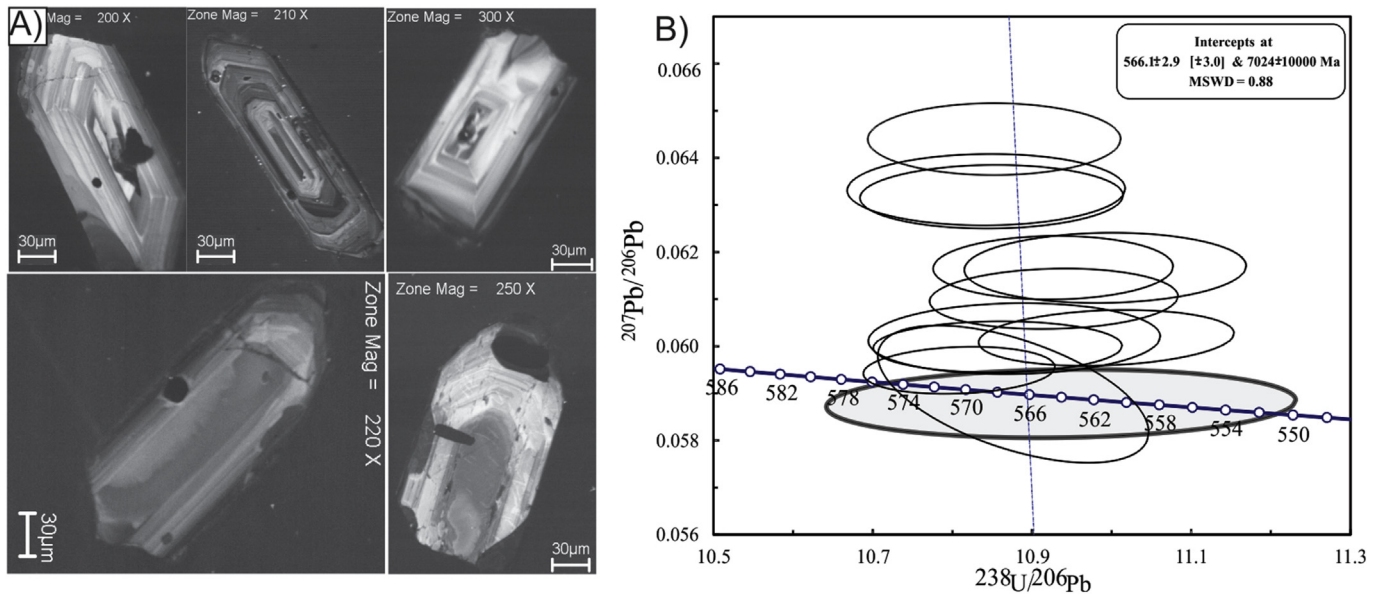 A)
Mag = 200 X
Zone Mag = 210 X
Zone Mag = 300 X
30µm
30µm
30µm
Zone Mag = 220 X
30µm
Zone Mag = 250 X
30µm
B)
Intercepts at
566.1±2.9 [±3.0] & 7024±10000 Ma
MSWD = 0.88
207Pb/206Pb
0.066
0.064
0.062
0.060
0.058
0.056
586
582
578
574
570
566
562
558
554
550
10.5
10.7
10.9
11.1
11.3
238U/206Pb